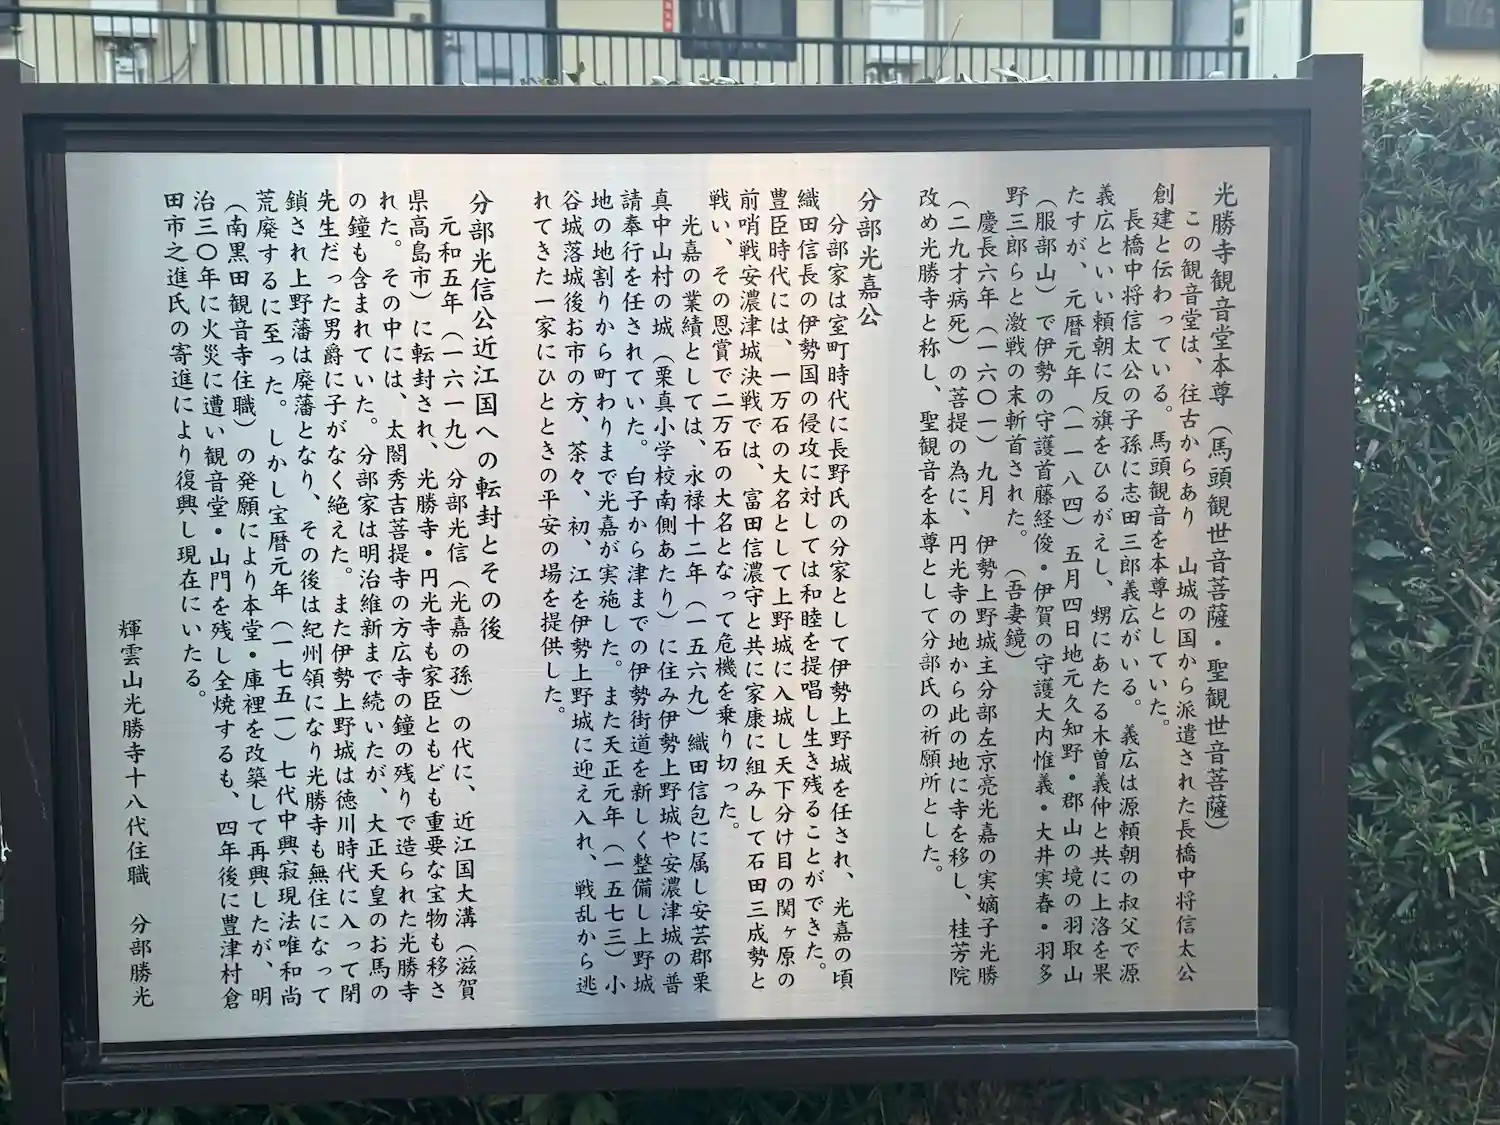 光勝寺観音堂本尊（馬頭観世音菩薩・聖観世音菩薩）
この観音堂は、往古からあり　山城の国から派遣された長橋中将信太公
創建と伝わっている。馬頭観音を本尊としていた。
長橋中将信太公の子孫に志田三郎義広がいる。義広は源頼朝の叔父で源
義広といい頼朝に反旗をひるがえし、甥にあたる木曽義仲と共に上洛を果
たすが、元暦元年（一一八四）五月四日地元久知野・郡山の境の羽取山
（服部山）で伊勢の守護首藤経俊・伊賀の守護大内惟義・大井実春・羽多
野三郎らと激戦の末斬首された。（吾妻鏡）
慶長六年（一六〇一）九月　伊勢上野城主分部左京亮光嘉の実嫡子光勝
（二九才病死）の菩提の為に、円光寺の地から此の地に寺を移し、桂芳院
改め光勝寺と称し、聖観音を本尊として分部氏の祈願所とした。
分部光嘉公
分部家は室町時代に長野氏の分家として伊勢上野城を任され、光嘉の頃
織田信長の伊勢国の侵攻に対しては和睦を提唱し生き残ることができた。
豊臣時代には、一万石の大名として上野城に入城し天下分け目の関ヶ原の
前哨戦安濃津城決戦では、富田信濃守と共に家康に組みして石田三成勢と
戦い、その恩賞で二万石の大名となって危機を乗り切った。
光嘉の業績としては、永禄十二年（一五六九）織田信包に属し安芸郡栗
真中山村の城（栗真小学校南側あたり）に住み伊勢上野城や安濃津城の普
請奉行を任されていた。白子から津までの伊勢街道を新しく整備し上野城
地の地割りから町わりまで光嘉が実施した。また天正元年（一五七三）小
谷城落城後お市の方、茶々、初、江を伊勢上野城に迎え入れ、戦乱から逃
れてきた一家にひとときの平安の場を提供した。
分部光信公近江国への転封とその後
元和五年（一六一九）分部光信（光嘉の孫）の代に、近江国大溝（滋賀
県高島市）に転封され、光勝寺・円光寺も家臣ともども重要な宝物も移さ
れた。その中には、太閤秀吉菩提寺の方広寺の鐘の残りで造られた光勝寺
の鐘も含まれていた。分部家は明治維新まで続いたが、大正天皇のお馬の
先生だった男爵に子がなく絶えた。また伊勢上野城は徳川時代に入って閉
鎖され上野藩は廃藩となり、その後は紀州領になり光勝寺も無住になって
荒廃するに至った。しかし宝暦元年（一七五一）七代中興寂現法唯和尚
（南黒田観音寺住職）の発願により本堂・庫裡を改築して再興したが、明
治三〇年に火災に遭い観音堂・山門を残し全焼するも、四年後に豊津村倉
田市之進氏の寄進により復興し現在にいたる。
輝雲山光勝寺十八代住職　分部勝光